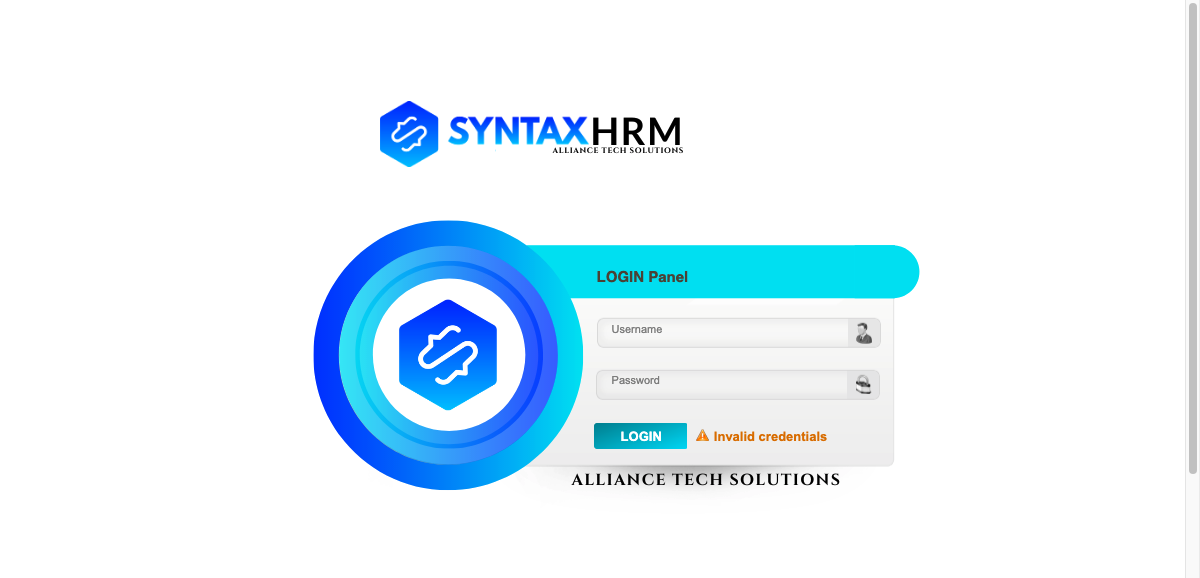 SYNTAXHRM
ALLIANCE TECH SOLUTIONS
LOGIN Panel
Username
Password
LOGIN
Invalid credentials
ALLIANCE TECH SOLUTIONS